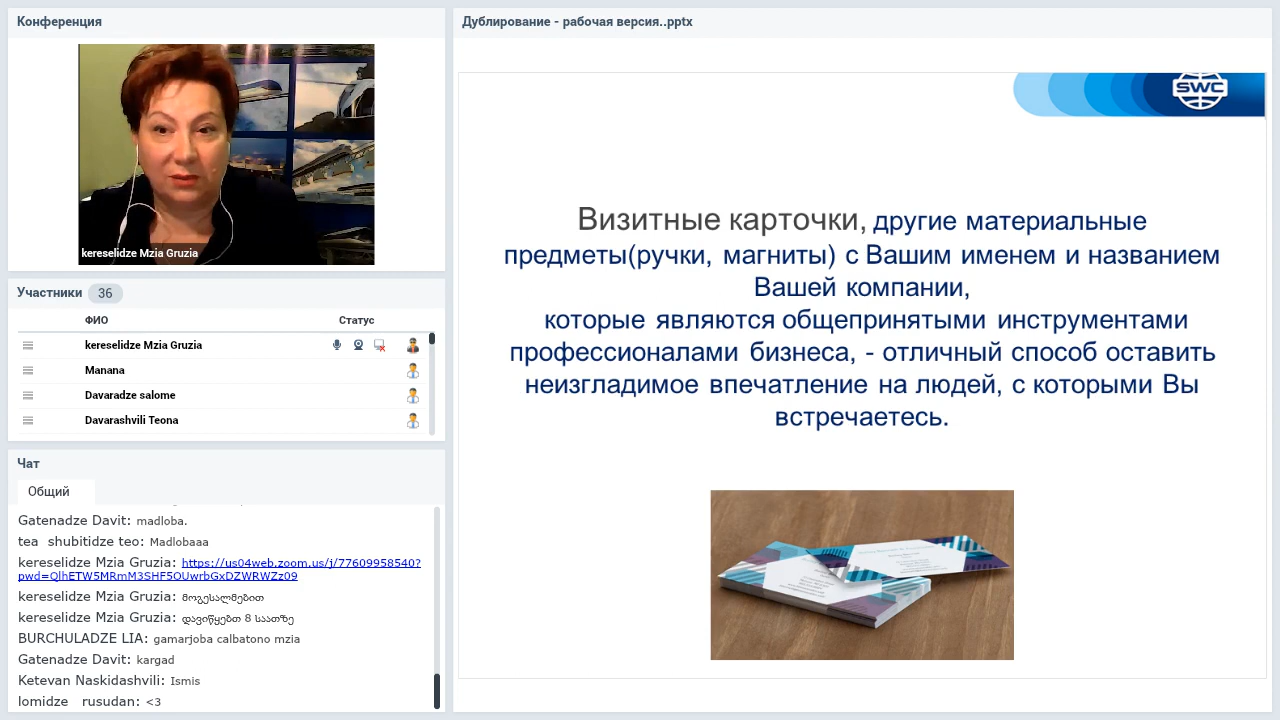 Конференция
kereselidze Mzia Gruzia
Участники 36
ФИО Статус
kereselidze Mzia Gruzia
Manana
Davaradze salome
Davarashvili Teona
Чат
Общий
Gatenadze Davit: madloba.
tea shubitidze teo: Madlobaaa
kereselidze Mzia Gruzia: https://us04web.zoom.us/j/77609958540?
pwd=QlhETW5MRmM3SHF5OUwrbGxDZWRWZz09
kereselidze Mzia Gruzia: მოგესალმებით
kereselidze Mzia Gruzia: დავიწყებთ 8 საათზე
BURCHULADZE LIA: gamarjoba calbatono mzia
Gatenadze Davit: kargad
Ketevan Naskidashvili: Ismis
lomidze rusudan: <3
Дублирование - рабочая версия..pptx
SWC
Визитные карточки, другие материальные
предметы(ручки, магниты) с Вашим именем и названием
Вашей компании,
которые являются общепринятыми инструментами
профессионалами бизнеса, - отличный способ оставить
неизгладимое впечатление на людей, с которыми Вы
встречаетесь.